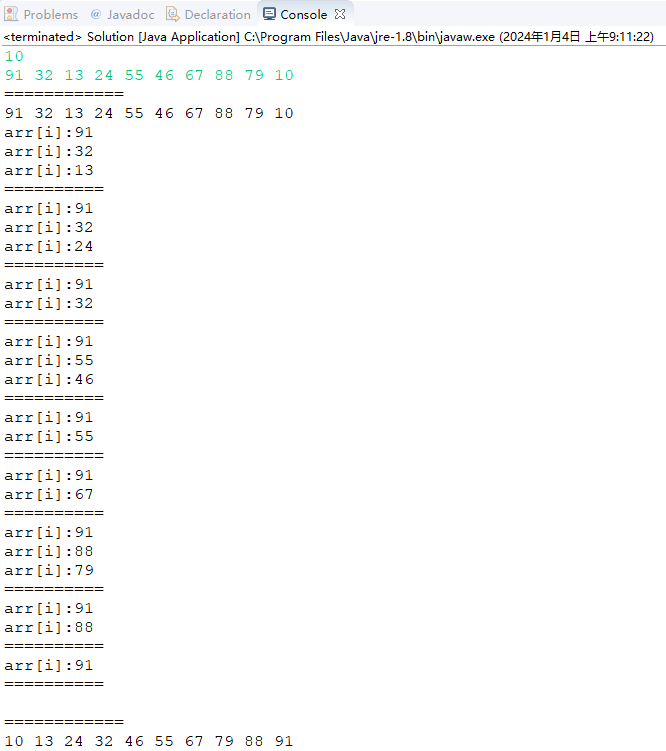 Problems @ Javadoc Declaration Console
<terminated> Solution [Java Application] C:\Program Files\Java\jre-1.8\bin\javaw.exe (2024年1月4日 上午9:11:22)
10
91 32 13 24 55 46 67 88 79 10
============
91 32 13 24 55 46 67 88 79 10
arr[i]:91
arr[i]:32
arr[i]:13
==========
arr[i]:91
arr[i]:32
arr[i]:24
==========
arr[i]:91
arr[i]:32
==========
arr[i]:91
arr[i]:55
arr[i]:46
==========
arr[i]:91
arr[i]:55
==========
arr[i]:91
arr[i]:67
==========
arr[i]:91
arr[i]:88
arr[i]:79
==========
arr[i]:91
arr[i]:88
==========
arr[i]:91
==========
============
10 13 24 32 46 55 67 79 88 91